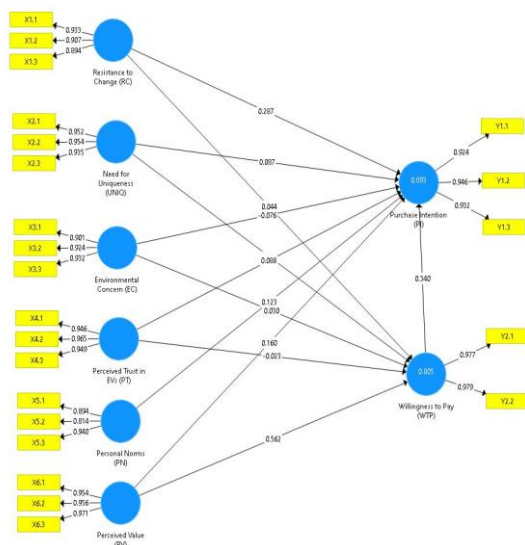 X1.1
0.933
X1.2
0.907
X1.3
0.894
Resistance to
Change (RC)
X2.1
0.952
X2.2
0.954
X2.3
0.935
Need for
Uniqueness
(UNIQ)
X3.1
0.901
X3.2
0.924
X3.3
0.932
Environmental
Concern (EC)
X4.1
0.946
X4.2
0.965
X4.3
0.949
Perceived Trust in
EVs (PT)
X5.1
0.894
X5.2
0.814
X5.3
0.940
Personal Norms
(PN)
X6.1
0.954
X6.2
0.956
X6.3
0.971
Perceived Value
0.287
0.087
0.044
-0.076
0.123
0.030
0.160
-0.023
0.562
0.340
0.893
Purchase Intention
(PI)
Y1.1
0.924
0.946
Y1.2
0.932
Y1.3
0.805
Willingness to Pay
(WTP)
Y2.1
0.977
0.979
Y2.2